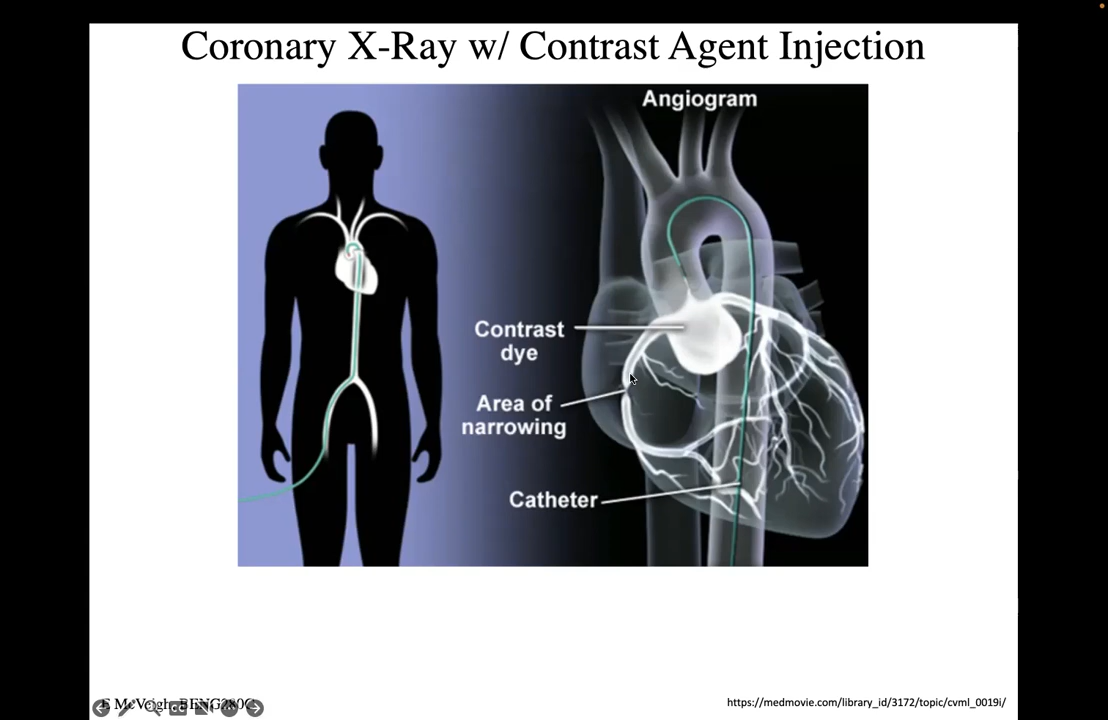 Coronary X-Ray w/ Contrast Agent Injection
Angiogram
Contrast
dye
Area of
narrowing
Catheter
E McVeigh, BENG280C
https://medmovie.com/library_id/3172/topic/cvml_0019i/